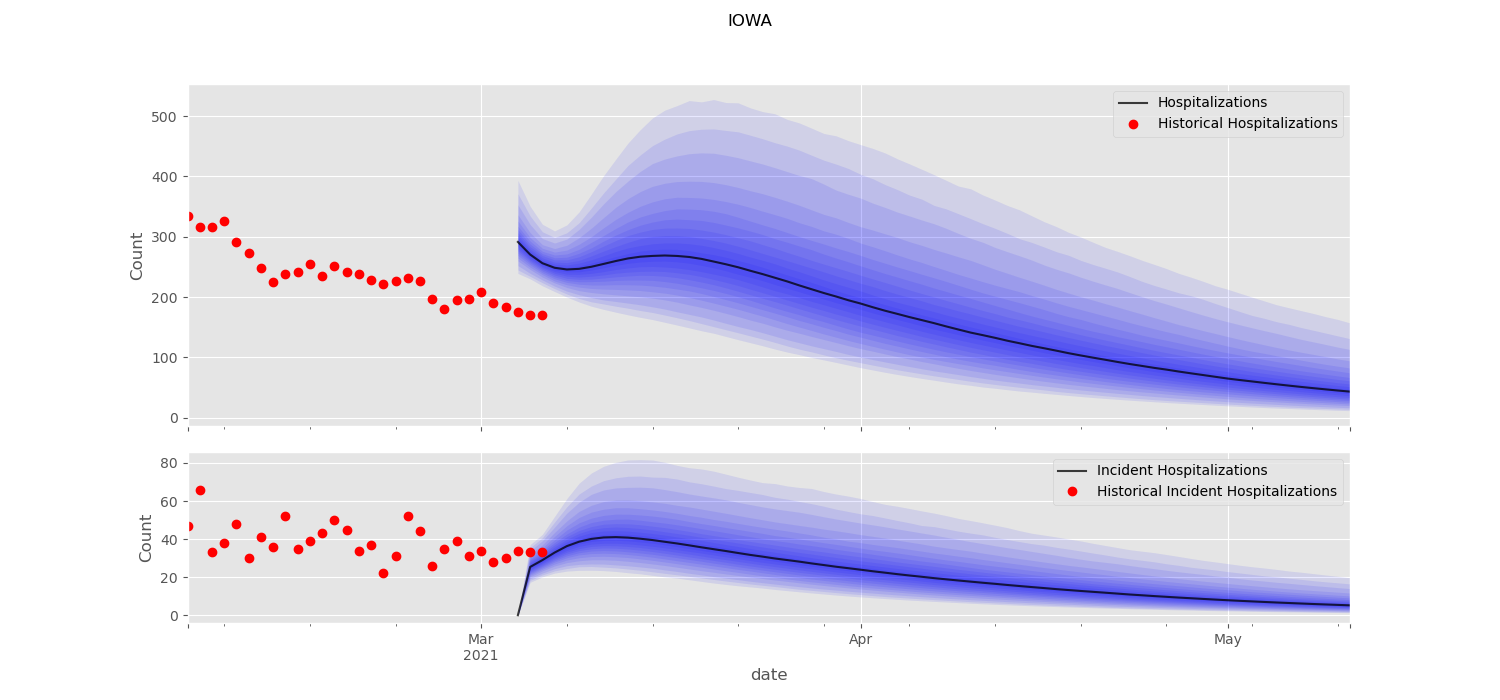 IOWA
Hospitalizations
Historical Hospitalizations
500
400
300
200
100
0
Count
Incident Hospitalizations
Historical Incident Hospitalizations
80
60
40
20
0
Count
Mar
2021
Apr
May
date